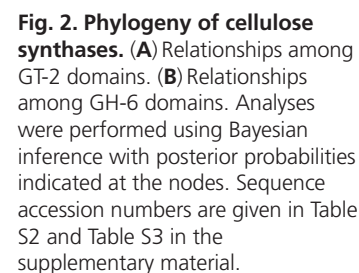 Fig. 2. Phylogeny of cellulose
synthases. (A) Relationships among
GT-2 domains. (B) Relationships
among GH-6 domains. Analyses
were performed using Bayesian
inference with posterior probabilities
indicated at the nodes. Sequence
accession numbers are given in Table
S2 and Table S3 in the
supplementary material.